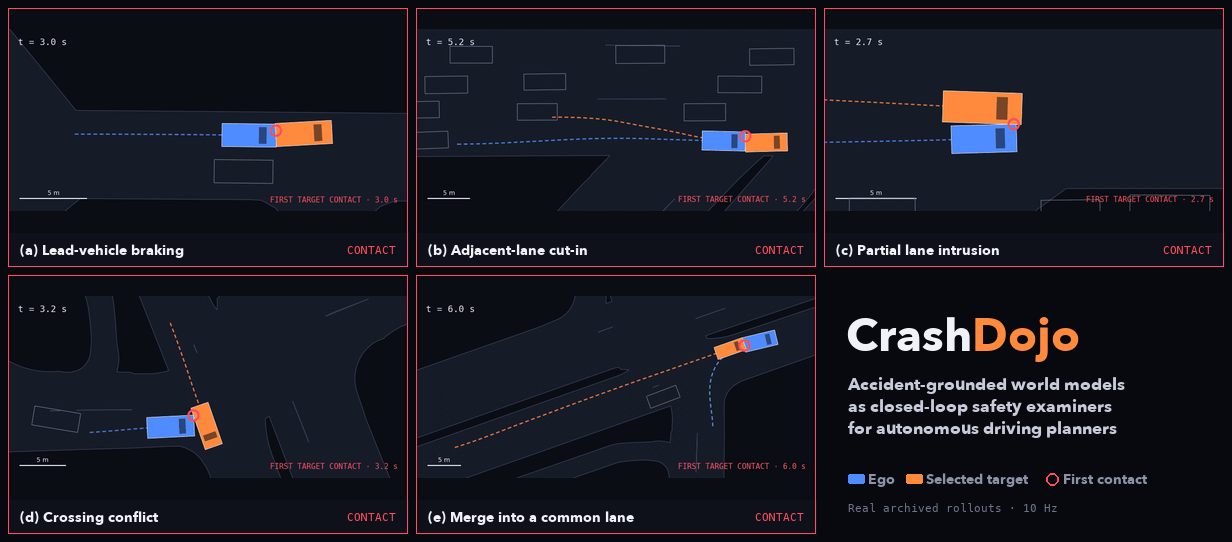 t = 3.0 s
5 m
FIRST TARGET CONTACT · 3.0 s
(a) Lead-vehicle braking
CONTACT
t = 5.2 s
5 m
FIRST TARGET CONTACT · 5.2 s
(b) Adjacent-lane cut-in
CONTACT
t = 2.7 s
5 m
FIRST TARGET CONTACT · 2.7 s
(c) Partial lane intrusion
CONTACT
t = 3.2 s
5 m
FIRST TARGET CONTACT · 3.2 s
(d) Crossing conflict
CONTACT
t = 6.0 s
5 m
FIRST TARGET CONTACT · 6.0 s
(e) Merge into a common lane
CONTACT
CrashDojo
Accident-grounded world models
as closed-loop safety examiners
for autonomous driving planners
Ego Selected target First contact
Real archived rollouts · 10 Hz